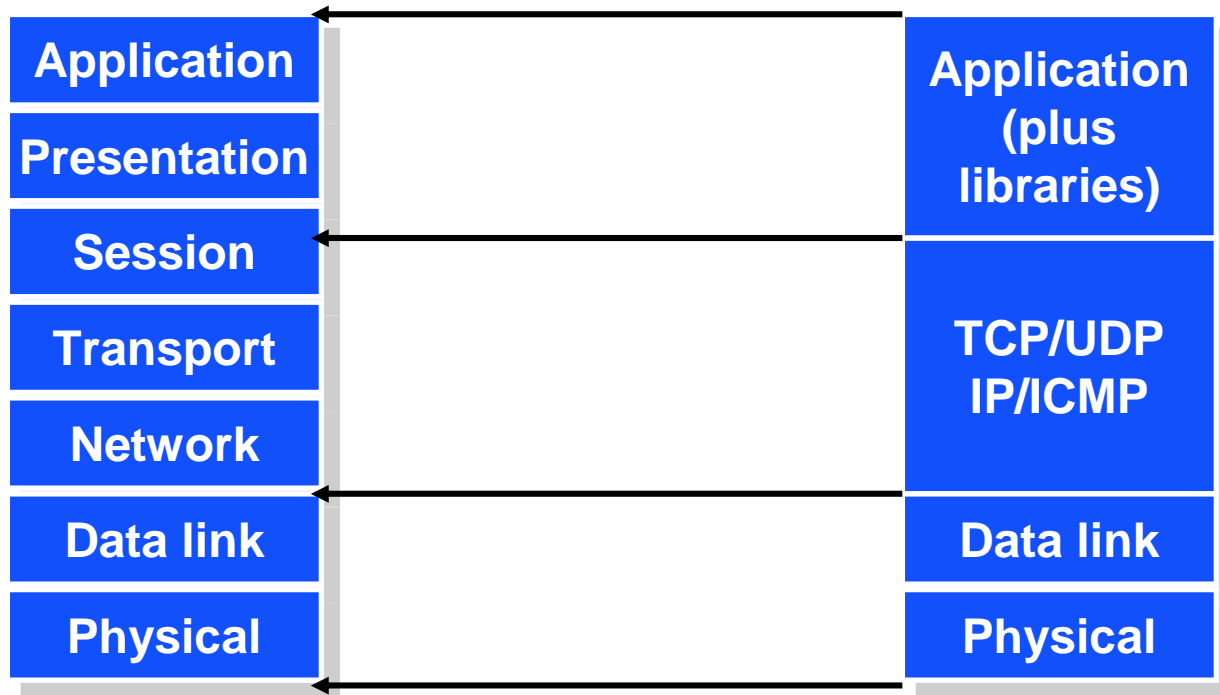 Application
Presentation
Session
Transport
Network
Data link
Physical
Application
(plus
libraries)
TCP/UDP
IP/ICMP
Data link
Physical